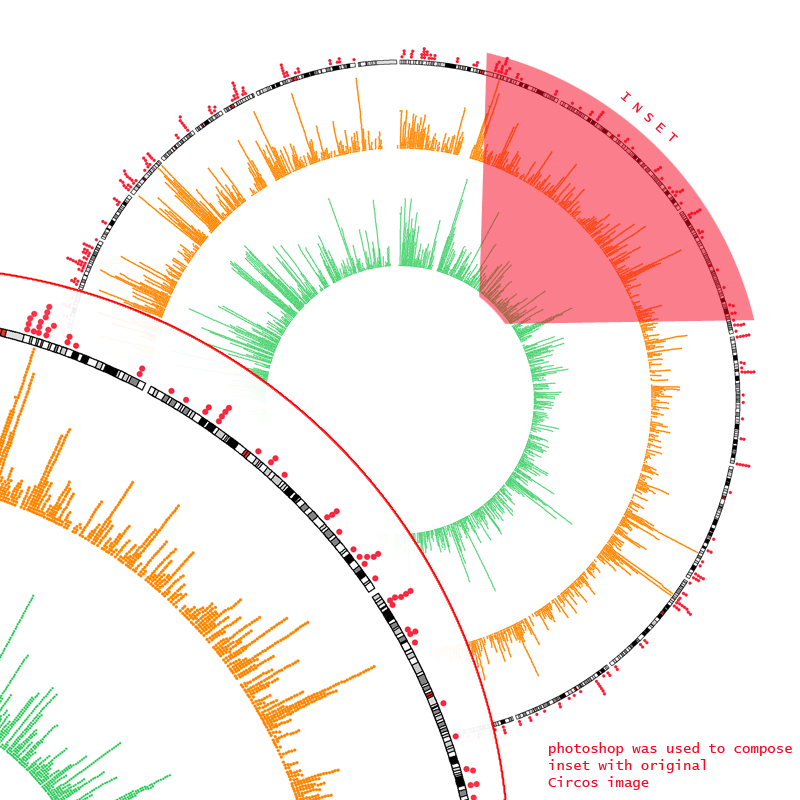 INSET
photoshop was used to compose
inset with original
Circos image